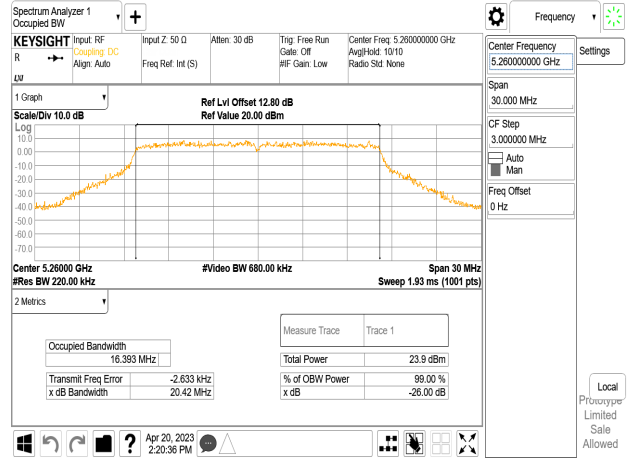 Spectrum Analyzer 1
Occupied BW
Frequency
KEYSIGHT
R
Input: RF
Coupling: DC
Align: Auto
Input Z: 50 Ω
Freq Ref: Int (S)
Atten: 30 dB
Trig: Free Run
Gate: Off
#IF Gain: Low
Center Freq: 5.260000000 GHz
Avg|Hold: 10/10
Radio Std: None
LXI
1 Graph
Scale/Div 10.0 dB
Ref Lvl Offset 12.80 dB
Ref Value 20.00 dBm
Log
10.0
0.00
-10.0
-20.0
-30.0
-40.0
-50.0
-60.0
-70.0
Center 5.26000 GHz
#Res BW 220.00 kHz
#Video BW 680.00 kHz
Span 30 MHz
Sweep 1.93 ms (1001 pts)
2 Metrics
Measure Trace Trace 1
Occupied Bandwidth
16.393 MHz
Total Power 23.9 dBm
Transmit Freq Error -2.633 kHz
% of OBW Power 99.00 %
x dB Bandwidth 20.42 MHz
x dB -26.00 dB
Apr 20, 2023
2:20:36 PM
Center Frequency
5.260000000 GHz
Settings
Span
30.000 MHz
CF Step
3.000000 MHz
Auto
Man
Freq Offset
0 Hz
Local
Prototype
Limited
Sale
Allowed